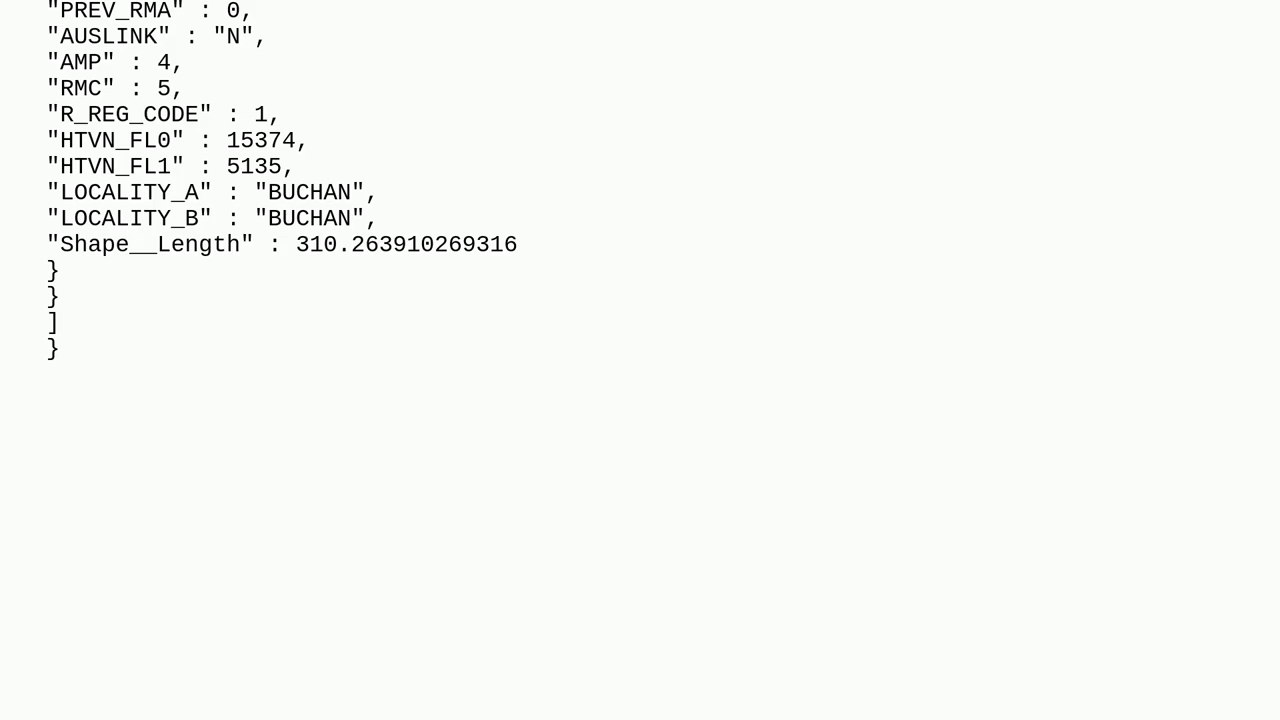 "PREV_RMA" : 0,
"AUSLINK" : "N",
"AMP" : 4,
"RMC" : 5,
"R_REG_CODE" : 1,
"HTVN_FL0" : 15374,
"HTVN_FL1" : 5135,
"LOCALITY_A" : "BUCHAN",
"LOCALITY_B" : "BUCHAN",
"Shape__Length" : 310.263910269316
}
}
]
}